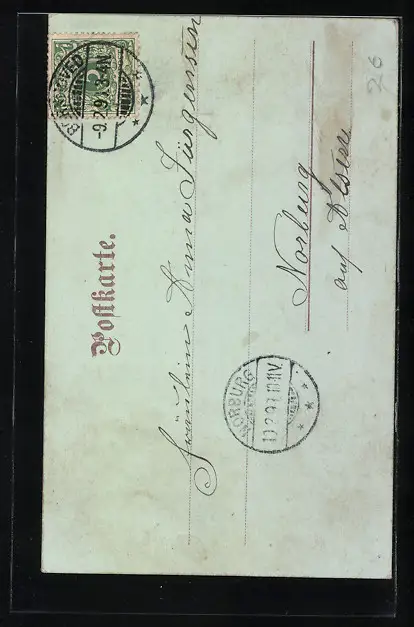 Postkarte.
Fräulein Anna Jürgensen
Norburg
auf Alsen
NORBURG
26